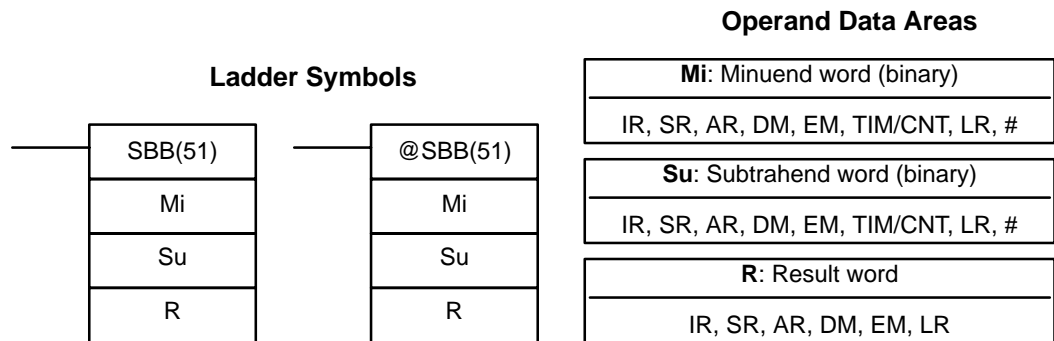 Operand Data Areas
Ladder Symbols
Mi: Minuend word (binary)
IR, SR, AR, DM, EM, TIM/CNT, LR, #
Su: Subtrahend word (binary)
IR, SR, AR, DM, EM, TIM/CNT, LR, #
R: Result word
IR, SR, AR, DM, EM, LR
SBB(51)
Mi
Su
R
@SBB(51)
Mi
Su
R